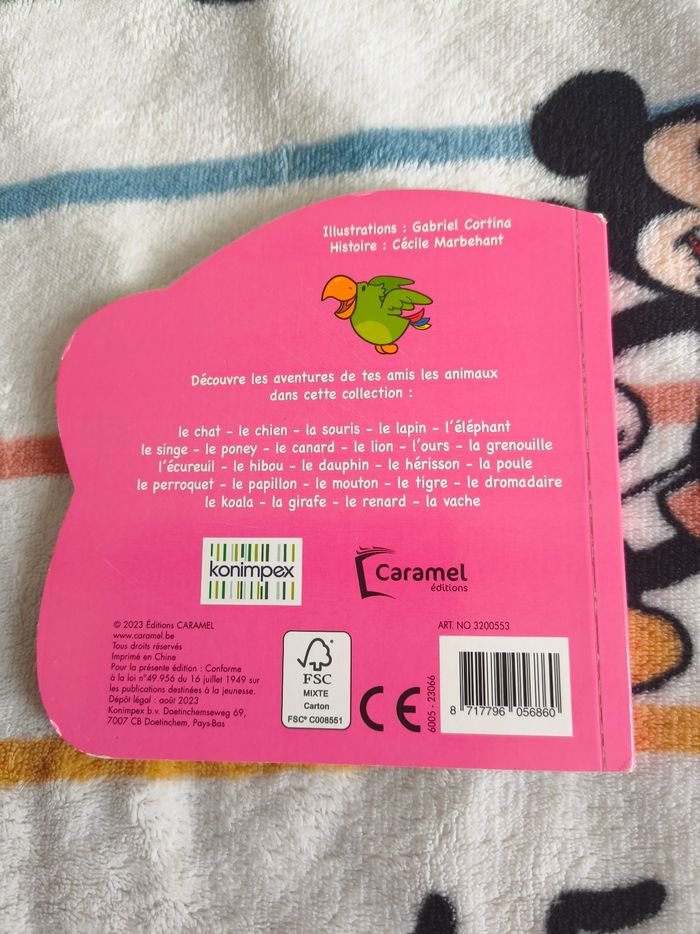 Illustrations : Gabriel Cortina
Histoire : Cécile Marbehant
Découvre les aventures de tes amis les animaux
dans cette collection :
le chat - le chien - la souris - le lapin - l'éléphant
le singe - le poney - le canard - le lion - l'ours - la grenouille
l'écureuil - le hibou - le dauphin - le hérisson - la poule
le perroquet - le papillon - le mouton - le tigre - le dromadaire
le koala - la girafe - le renard - la vache
konimpex
Caramel
éditions
© 2023 Éditions CARAMEL
www.caramel.be
Tous droits réservés
Imprimé en Chine
Pour la présente édition : Conforme
à la loi n°49.956 du 16 juillet 1949 sur
les publications destinées à la jeunesse.
Dépôt légal : août 2023
Konimpex b.v. Doetinchemseweg 69,
7007 CB Doetinchem, Pays-Bas
FSC
MIXTE
Carton
FSC® C008551
CE
6005 - 23066
ART. NO 3200553
8 717796 056860